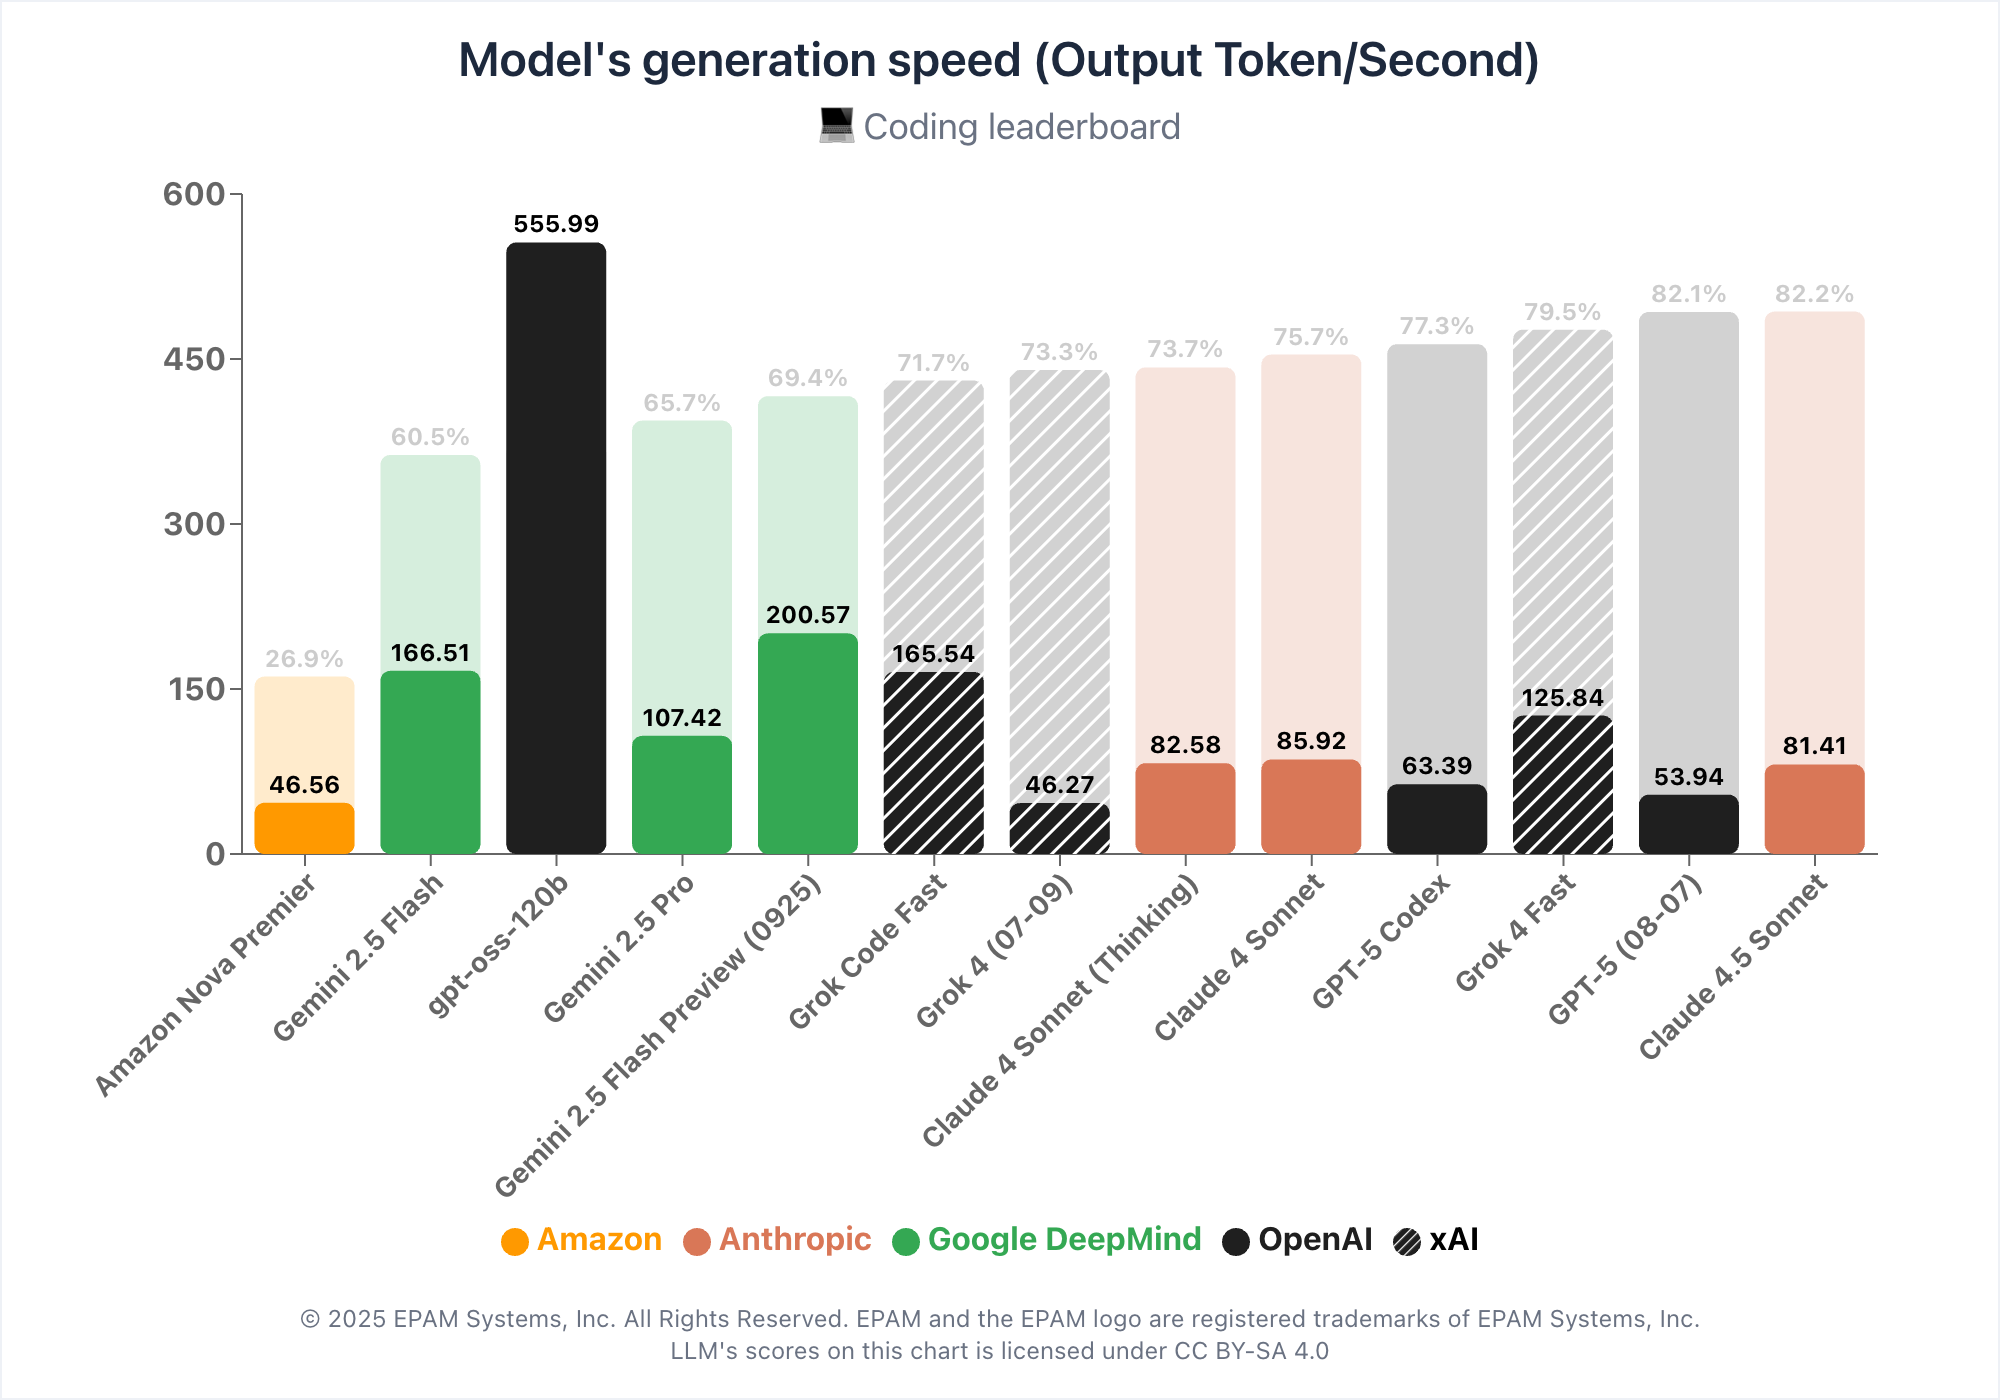 Model's generation speed (Output Token/Second)
💻 Coding leaderboard
600
450
300
150
0
26.9%
46.56
60.5%
166.51
555.99
65.7%
107.42
69.4%
200.57
71.7%
165.54
73.3%
46.27
73.7%
82.58
75.7%
85.92
77.3%
63.39
79.5%
125.84
82.1%
53.94
82.2%
81.41
Amazon Nova Premier
Gemini 2.5 Flash
gpt-oss-120b
Gemini 2.5 Pro
Gemini 2.5 Flash Preview (0925)
Grok Code Fast
Grok 4 (07-09)
Claude 4 Sonnet (Thinking)
Claude 4 Sonnet
GPT-5 Codex
Grok 4 Fast
GPT-5 (08-07)
Claude 4.5 Sonnet
Amazon Anthropic Google DeepMind OpenAI xAI
© 2025 EPAM Systems, Inc. All Rights Reserved. EPAM and the EPAM logo are registered trademarks of EPAM Systems, Inc.
LLM's scores on this chart is licensed under CC BY-SA 4.0